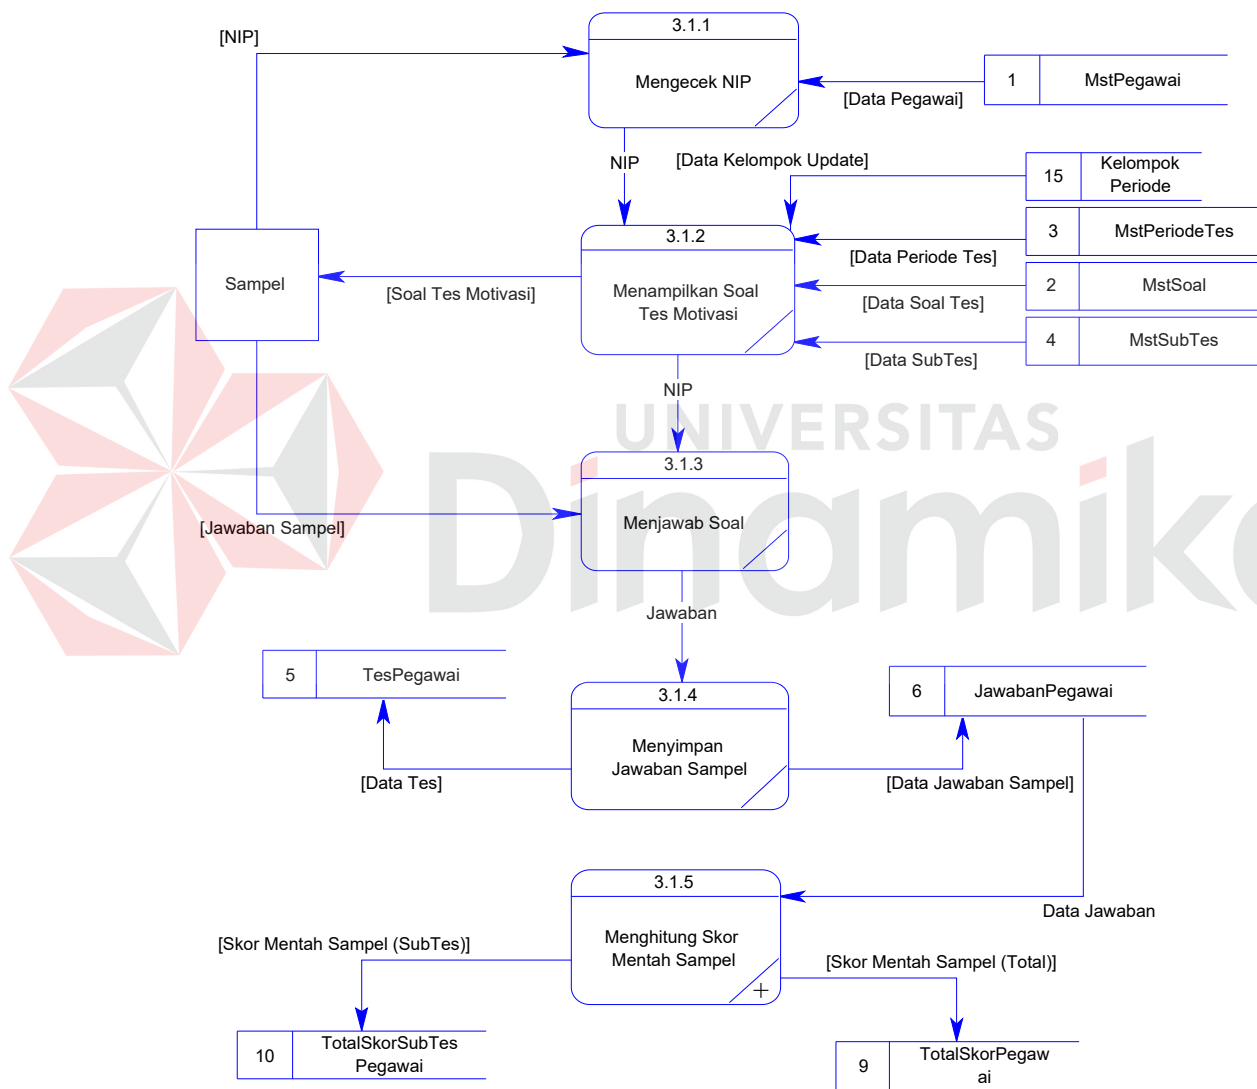 [NIP]
3.1.1
Mengecek NIP
1
MstPegawai
[Data Pegawai]
NIP
[Data Kelompok Update]
15
Kelompok
Periode
3.1.2
3
MstPeriodeTes
[Data Periode Tes]
Sampel
[Soal Tes Motivasi]
Menampilkan Soal
Tes Motivasi
2
MstSoal
[Data Soal Tes]
4
MstSubTes
[Data SubTes]
NIP
UNIVERSITAS
Dinamika
3.1.3
Menjawab Soal
[Jawaban Sampel]
Jawaban
5
TesPegawai
3.1.4
6
JawabanPegawai
Menyimpan
Jawaban Sampel
[Data Tes]
[Data Jawaban Sampel]
3.1.5
Data Jawaban
Menghitung Skor
Mentah Sampel
[Skor Mentah Sampel (SubTes)]
[Skor Mentah Sampel (Total)]
10
TotalSkorSubTes
Pegawai
9
TotalSkorPegaw
ai